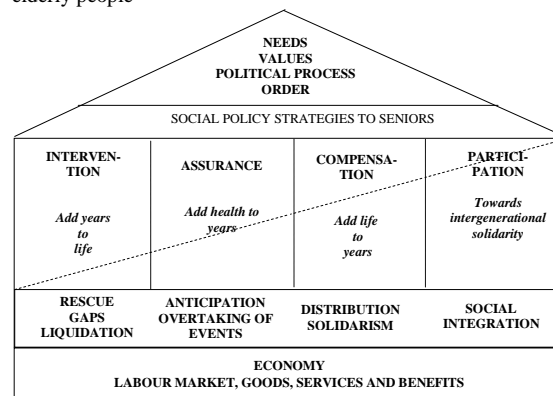 elderly people
NEEDS
VALUES
POLITICAL PROCESS
ORDER
SOCIAL POLICY STRATEGIES TO SENIORS
INTERVEN-
TION
Add years
to
life
ASSURANCE
Add health to
years
COMPENSA-
TION
Add life
to
years
PARTICI-
PATION
Towards
intergenerational
solidarity
RESCUE
GAPS
LIQUIDATION
ANTICIPATION
OVERTAKING OF
EVENTS
DISTRIBUTION
SOLIDARISM
SOCIAL
INTEGRATION
ECONOMY
LABOUR MARKET, GOODS, SERVICES AND BENEFITS